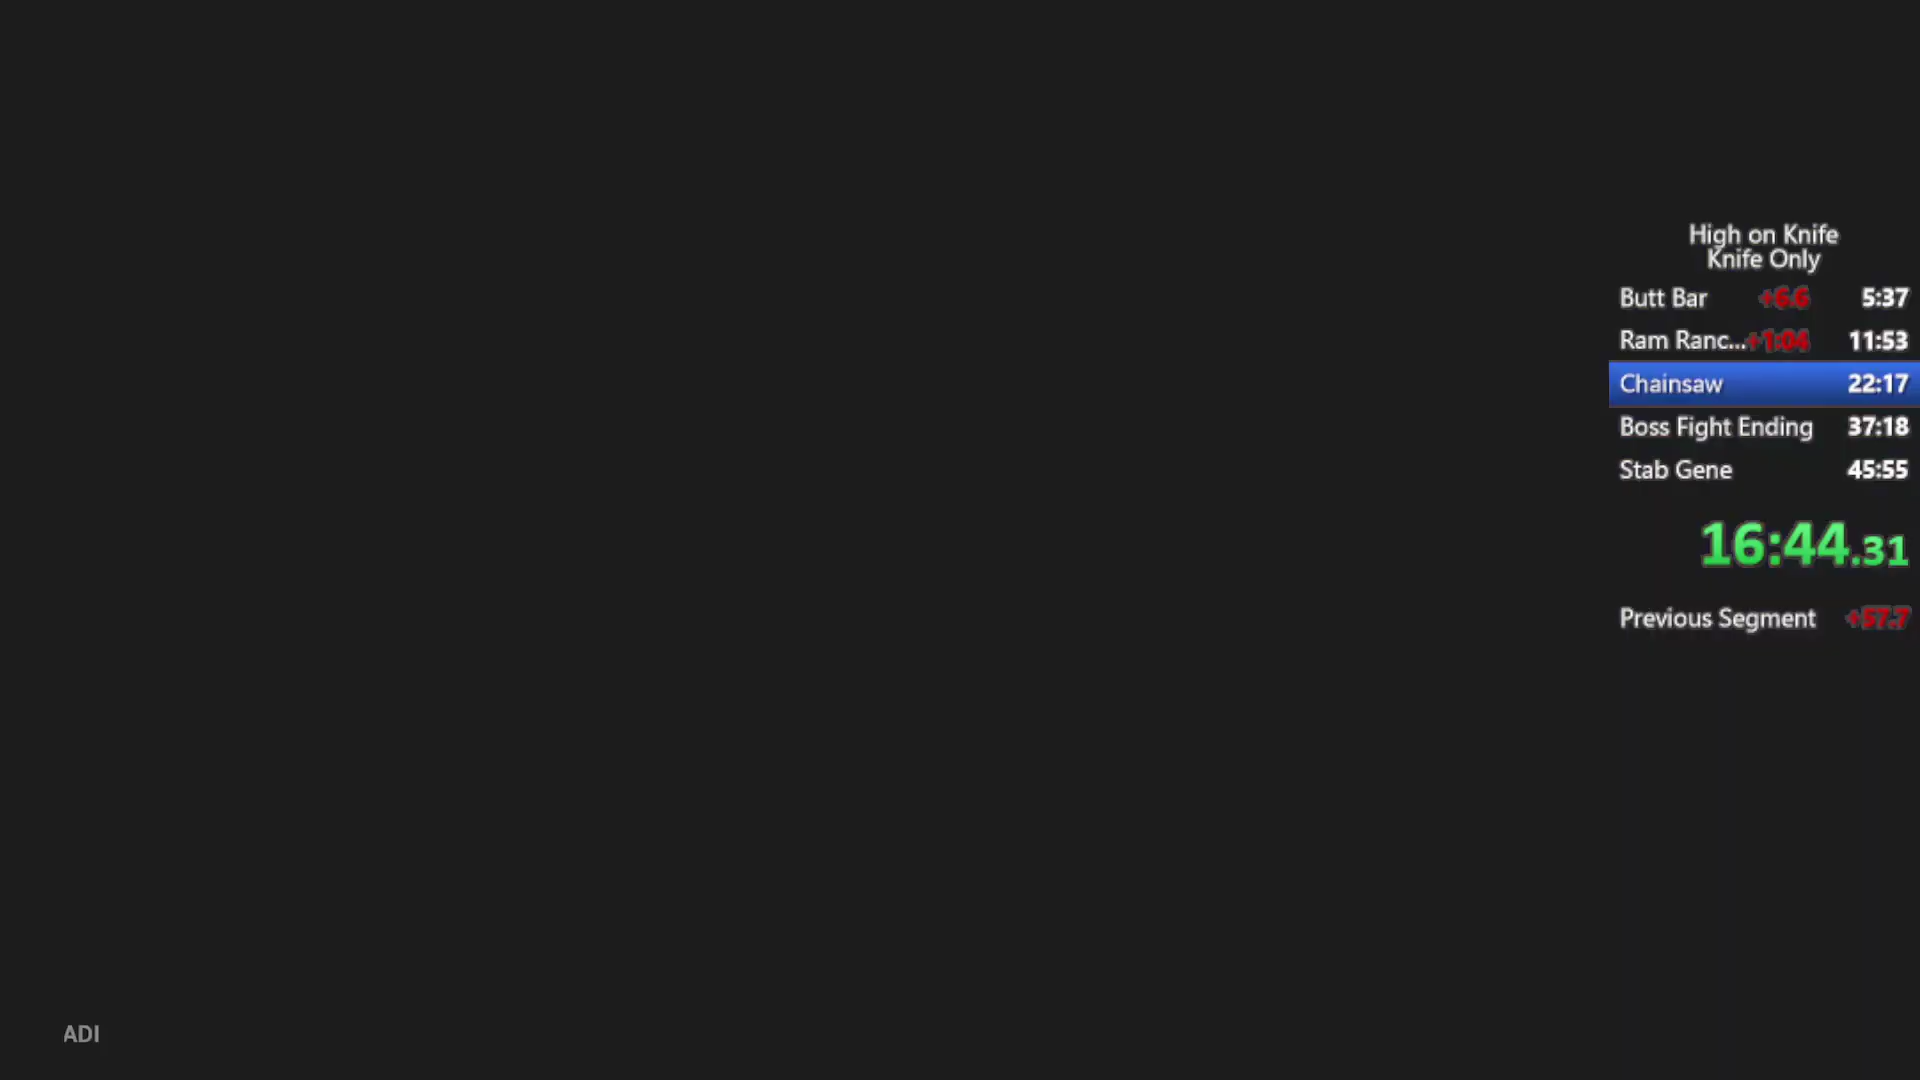 High on Knife
Knife Only
Butt Bar +6.6 5:37
Ram Ranc...+1:04 11:53
Chainsaw 22:17
Boss Fight Ending 37:18
Stab Gene 45:55
16:44.31
Previous Segment +57.7
ADI